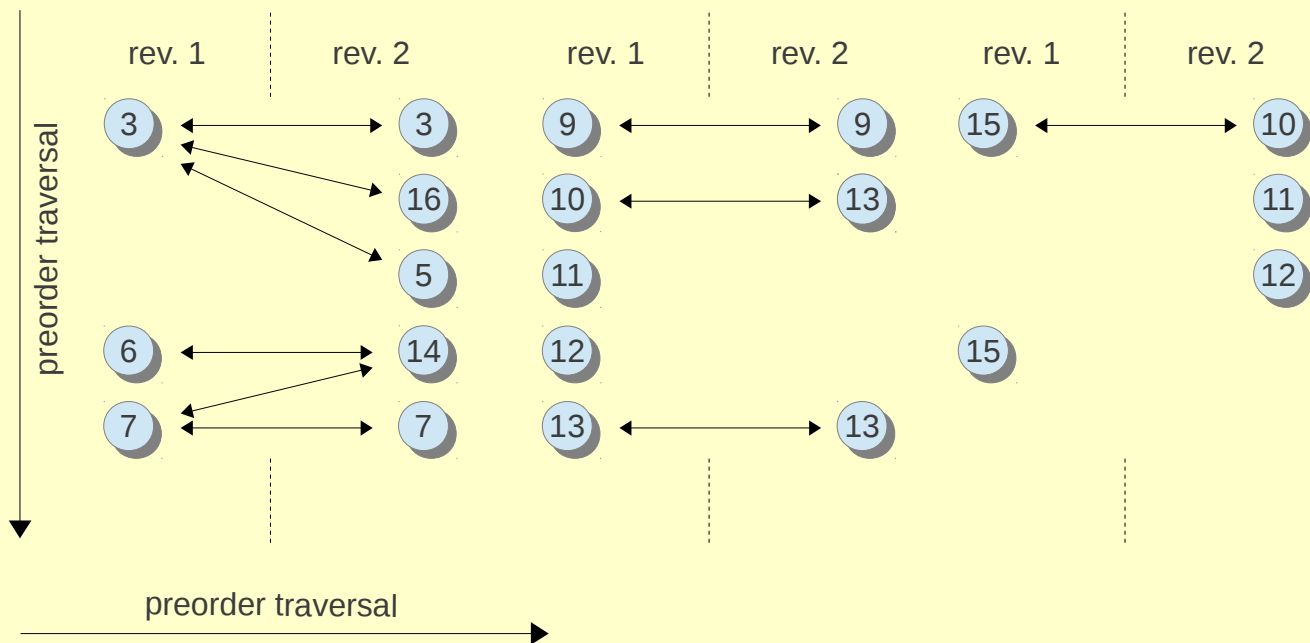 rev. 1 rev. 2 rev. 1 rev. 2 rev. 1 rev. 2
3 3 9 9 15 10
16 10 13 11
5 11 12
6 14 12 15
7 7 13 13
preorder traversal
preorder traversal